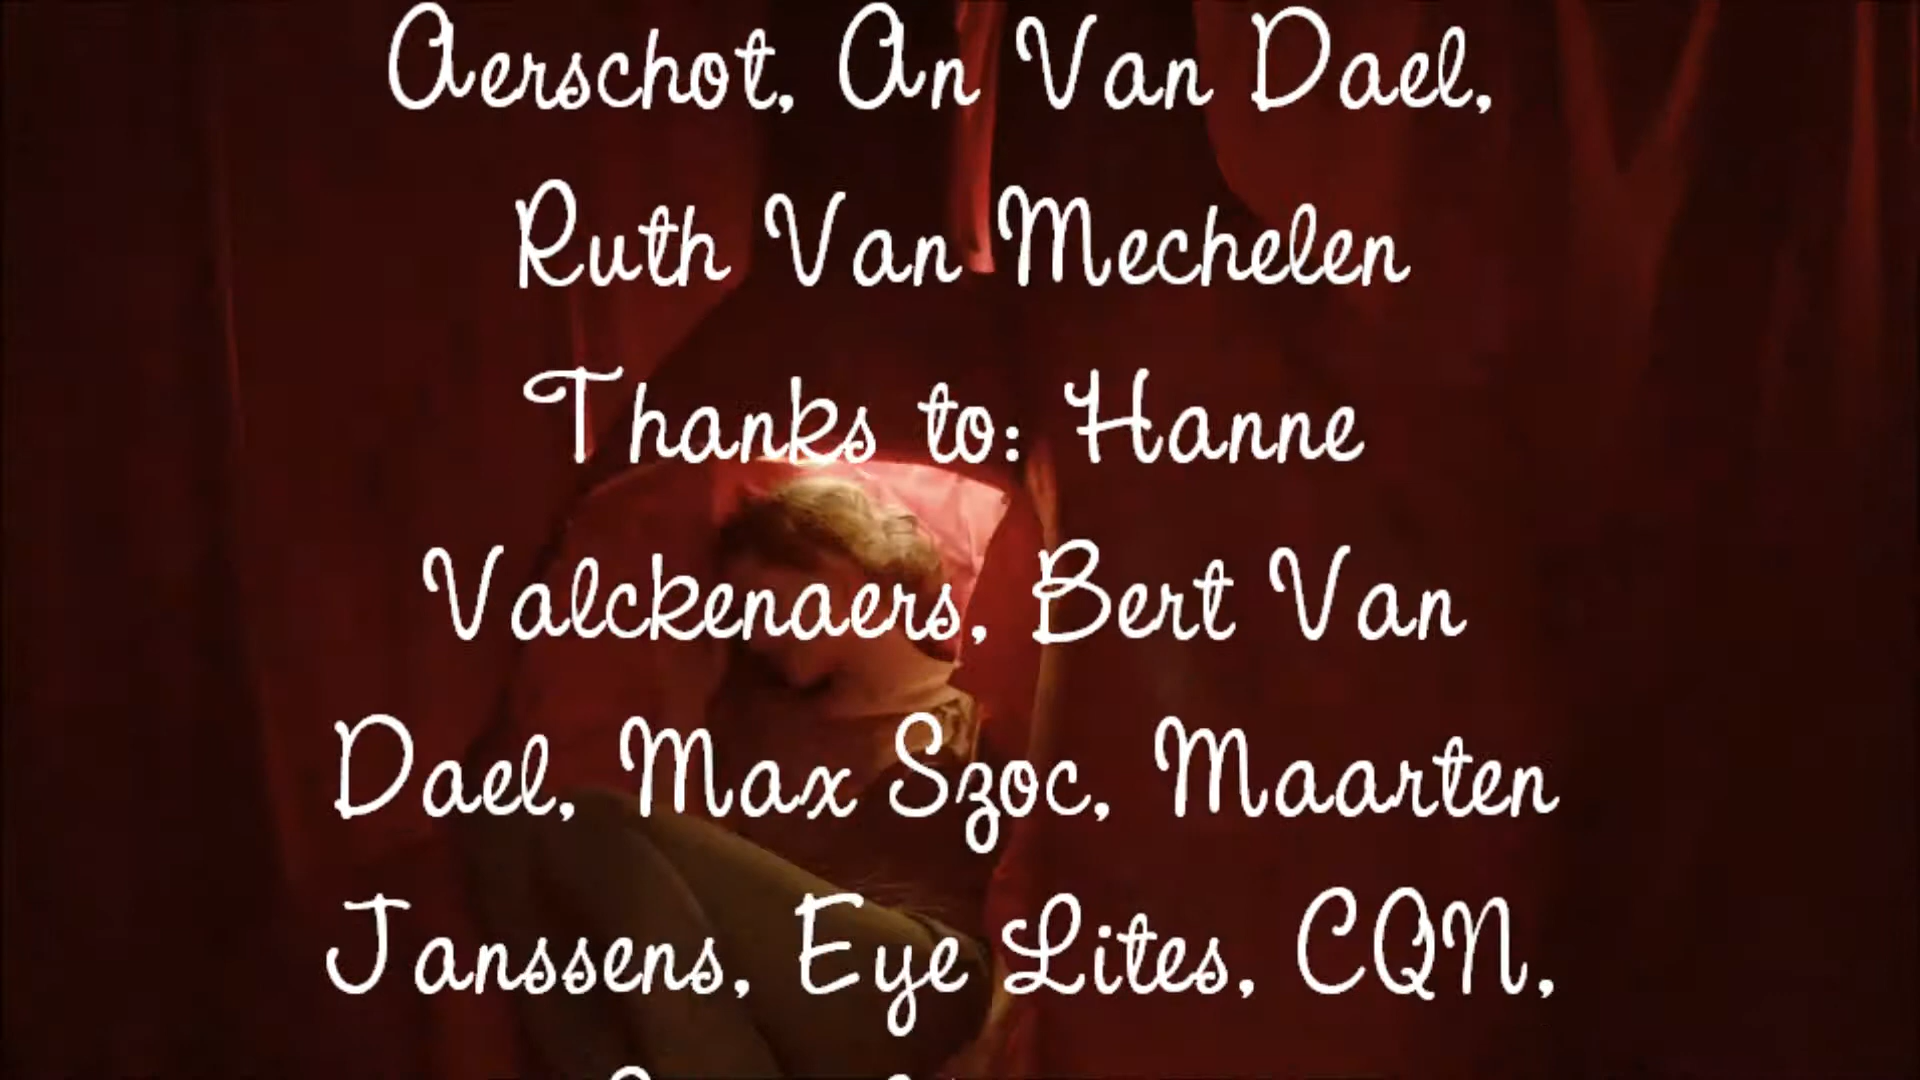 Aerschot, An Van Dael,
Ruth Van Mechelen
Thanks to: Hanne
Valckenaers, Bert Van
Dael, Max Szoc, Maarten
Janssens, Eye Lites, CQN,